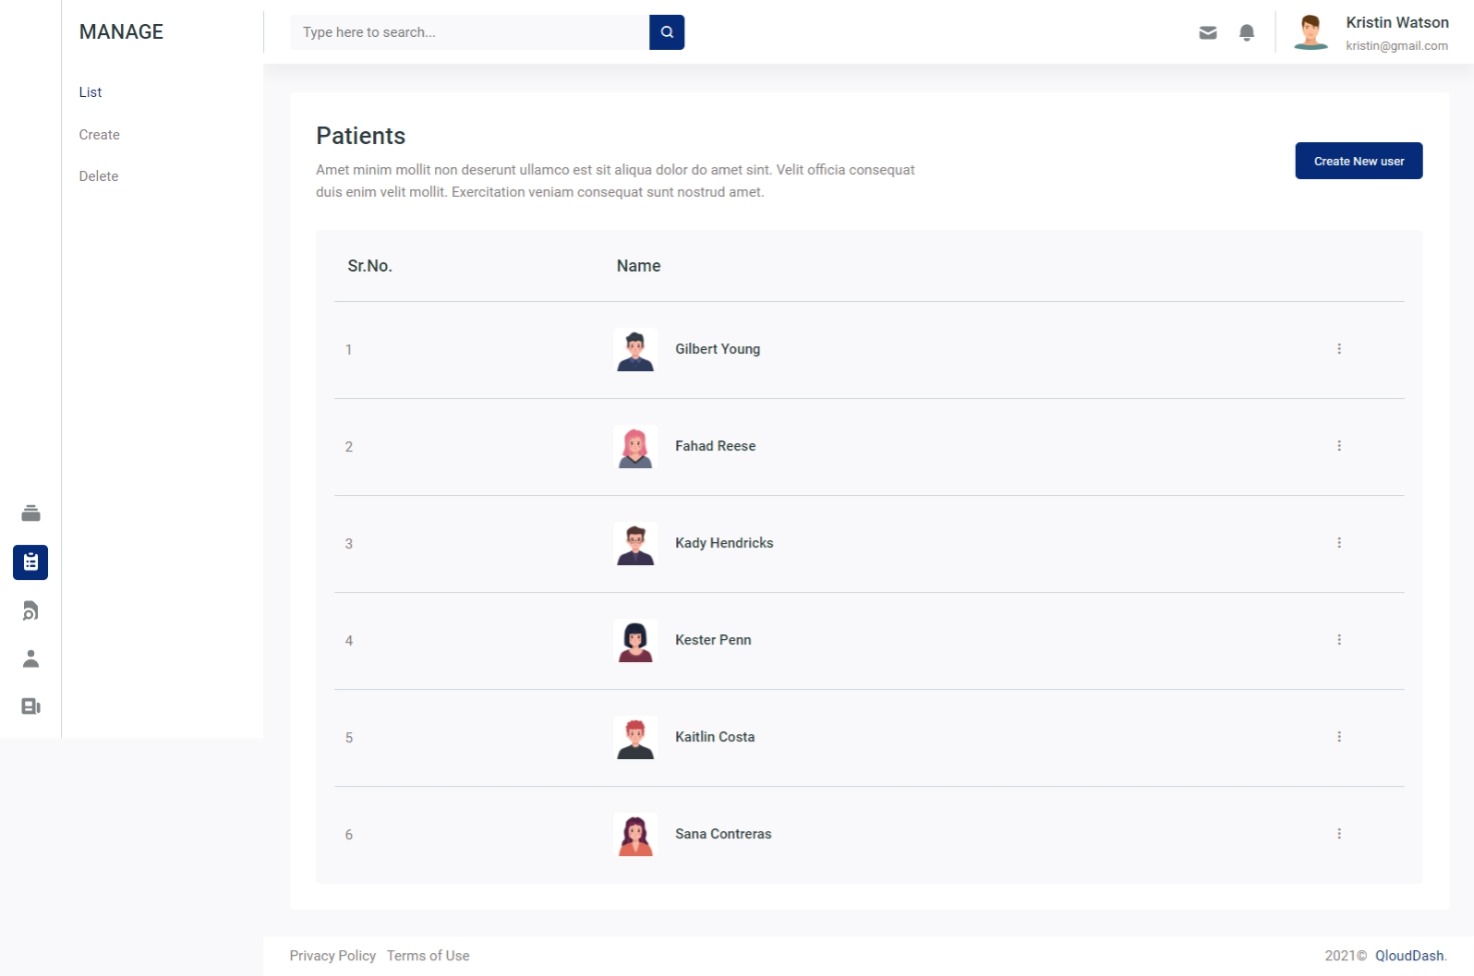 MANAGE
Type here to search...
Kristin Watson
kristin@gmail.com
List
Create
Delete
Patients
Amet minim mollit non deserunt ullamco est sit aliqua dolor do amet sint. Velit officia consequat
duis enim velit mollit. Exercitation veniam consequat sunt nostrud amet.
Create New user
Sr.No. Name
1 Gilbert Young
2 Fahad Reese
3 Kady Hendricks
4 Kester Penn
5 Kaitlin Costa
6 Sana Contreras
Privacy Policy Terms of Use
2021© QloudDash.